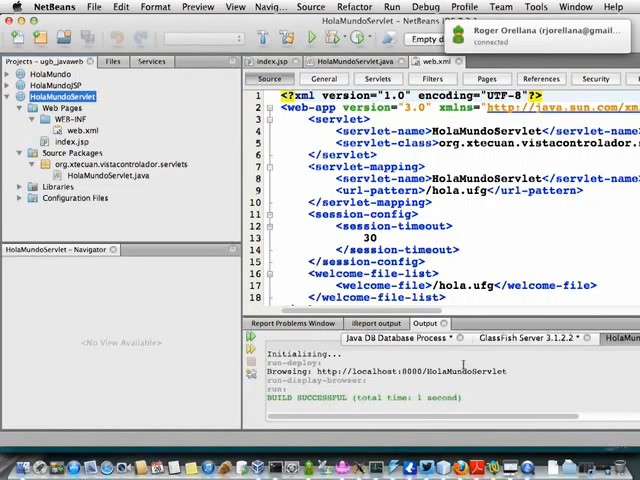 NetBeans File Edit Format Preview Navigate Source Refactor Run Debug Profile Team Tools Window Help
HolaMundoServlet – NetBeans
Empty d
Roger Orellana (rjorellana@gmail...
connected
Projects – ugb_javaweb
Files
Services
index.jsp
HolaMundoServlet.java
web.xml
Source
General
Servlets
Filters
Pages
References
Security
HolaMundo
HolaMundoJSP
HolaMundoServlet
Web Pages
WEB-INF
web.xml
index.jsp
Source Packages
org.xtecuan.vistacontrolador.servlets
HolaMundoServlet.java
Libraries
Configuration Files
1 <?xml version="1.0" encoding="UTF-8"?>
2 <web-app version="3.0" xmlns="http://java.sun.com/xm
3 <servlet>
4 <servlet-name>HolaMundoServlet</servlet-name>
5 <servlet-class>org.xtecuan.vistacontrolador.s
6 </servlet>
7 <servlet-mapping>
8 <servlet-name>HolaMundoServlet</servlet-name>
9 <url-pattern>/hola.ufg</url-pattern>
10 </servlet-mapping>
11 <session-config>
12 <session-timeout>
13 30
14 </session-timeout>
15 </session-config>
16 <welcome-file-list>
17 <welcome-file>/hola.ufg</welcome-file>
18 </welcome-file-list>
HolaMundoServlet – Navigator
<No View Available>
Report Problems Window
iReport output
Output
Java DB Database Process
GlassFish Server 3.1.2.2
HolaMund
Initializing...
run-deploy:
Browsing: http://localhost:8080/HolaMundoServlet
run-display-browser:
run:
BUILD SUCCESSFUL (total time: 1 second)